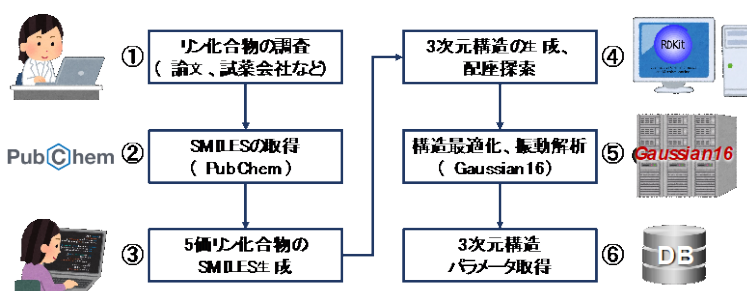 ① リン化合物の調査
(論文、試薬会社など)
PubChem ② SMILESの取得
(PubChem)
③ 5価リン化合物の
SMILES生成
3次元構造の生成、
配座探索
④ RDKit
構造最適化、振動解析
(Gaussian16)
⑤ Gaussian16
3次元構造
パラメータ取得
⑥ DB